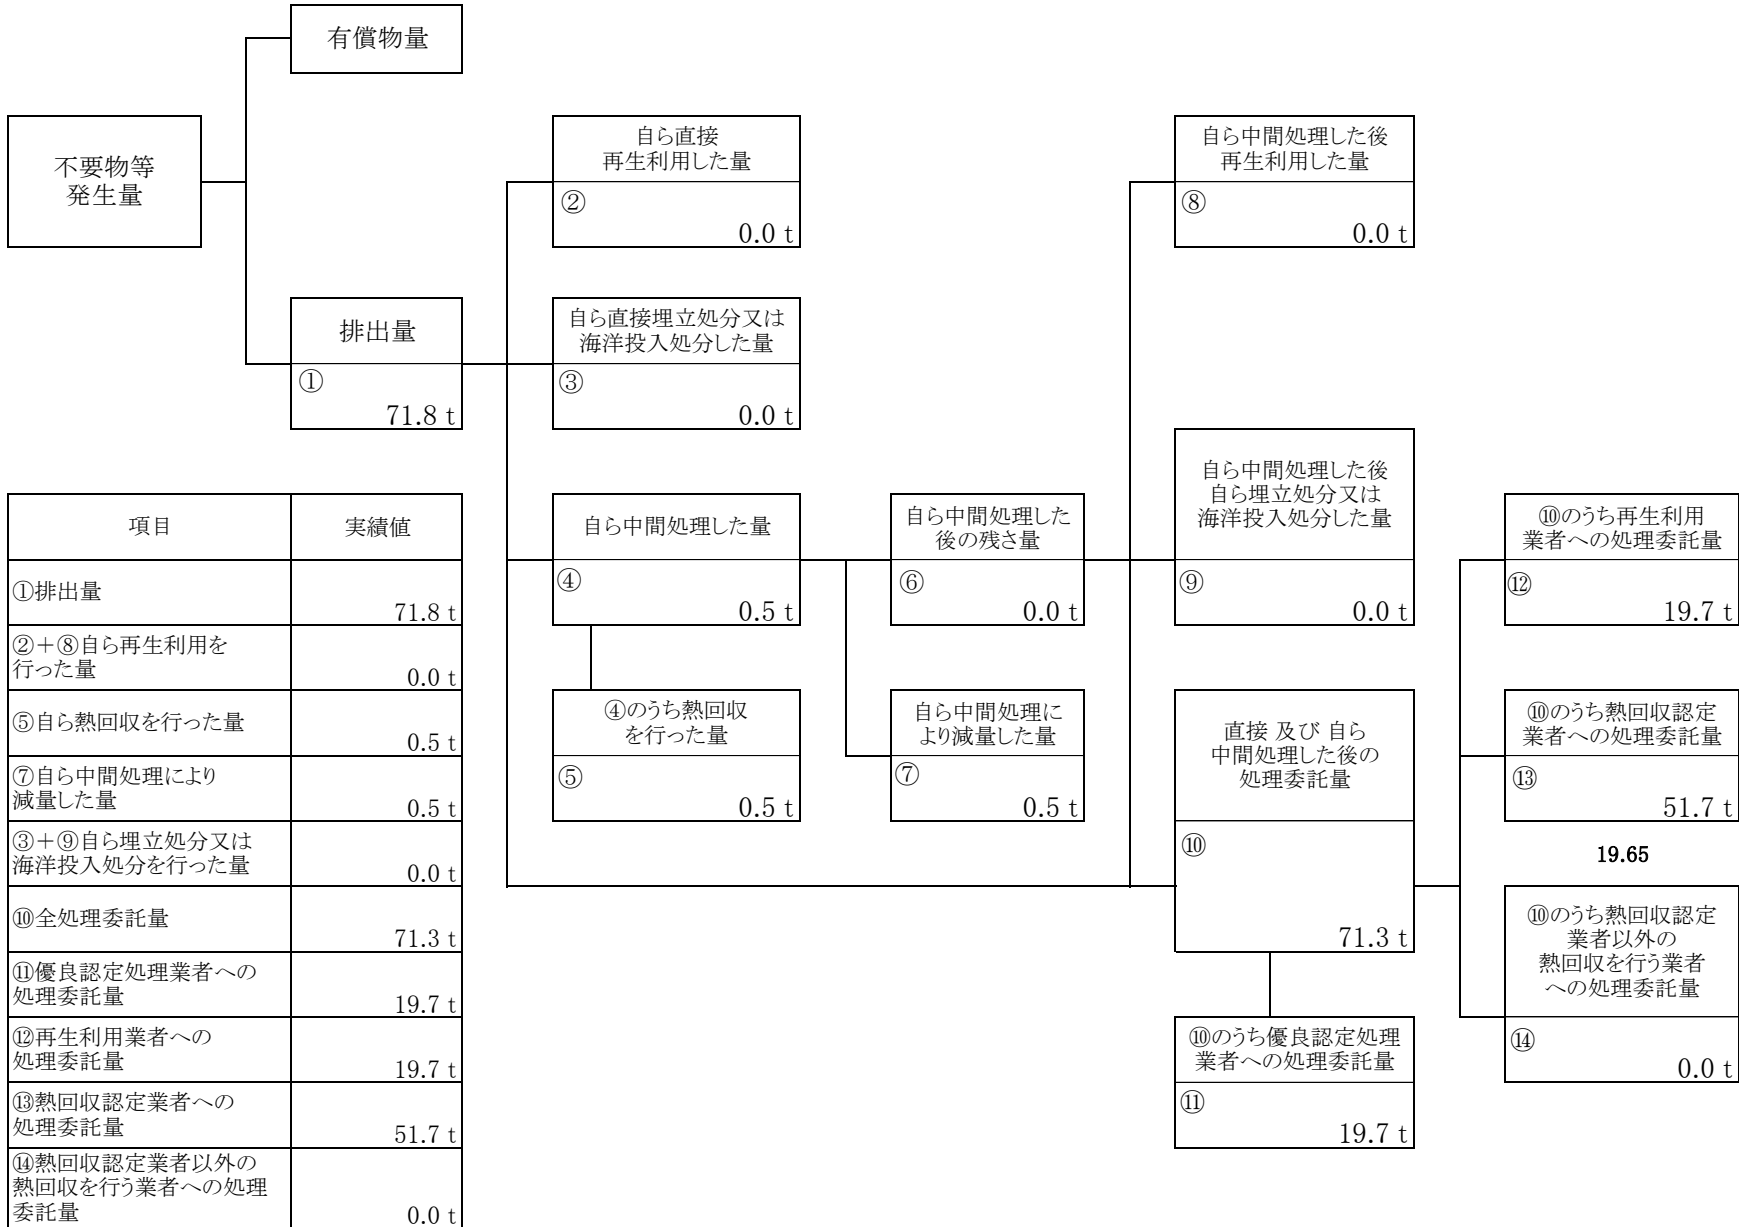 有償物量
不要物等
発生量
排出量
①
71.8 t
自ら直接
再生利用した量
②
0.0 t
自ら直接埋立処分又は
海洋投入処分した量
③
0.0 t
自ら中間処理した量
④
0.5 t
④のうち熱回収
を行った量
⑤
0.5 t
自ら中間処理した
後の残さ量
⑥
0.0 t
自ら中間処理に
より減量した量
⑦
0.5 t
自ら中間処理した後
再生利用した量
⑧
0.0 t
自ら中間処理した後
自ら埋立処分又は
海洋投入処分した量
⑨
0.0 t
直接 及び 自ら
中間処理した後の
処理委託量
⑩
71.3 t
⑩のうち優良認定処理
業者への処理委託量
⑪
19.7 t
⑩のうち再生利用
業者への処理委託量
⑫
19.7 t
⑩のうち熱回収認定
業者への処理委託量
⑬
51.7 t
19.65
⑩のうち熱回収認定
業者以外の
熱回収を行う業者
への処理委託量
⑭
0.0 t
項目 実績値
①排出量
71.8 t
②＋⑧自ら再生利用を
行った量
0.0 t
⑤自ら熱回収を行った量
0.5 t
⑦自ら中間処理により
減量した量
0.5 t
③＋⑨自ら埋立処分又は
海洋投入処分を行った量
0.0 t
⑩全処理委託量
71.3 t
⑪優良認定処理業者への
処理委託量
19.7 t
⑫再生利用業者への
処理委託量
19.7 t
⑬熱回収認定業者への
処理委託量
51.7 t
⑭熱回収認定業者以外の
熱回収を行う業者への処理
委託量
0.0 t